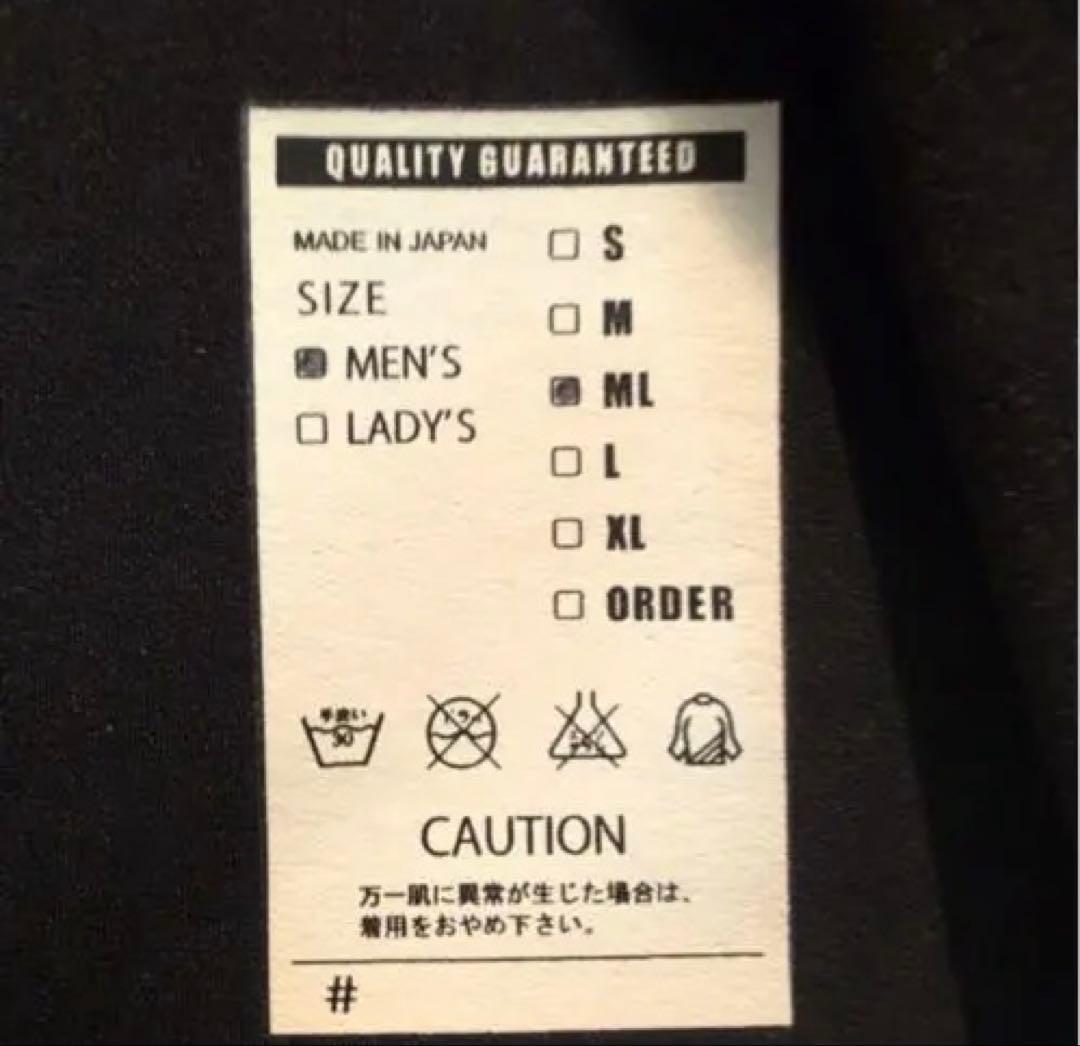 QUALITY GUARANTEED
MADE IN JAPAN
SIZE
MEN'S
LADY'S
S
M
ML
L
XL
ORDER
手洗い
30
CAUTION
万一肌に異常が生じた場合は、
着用をおやめ下さい。
#